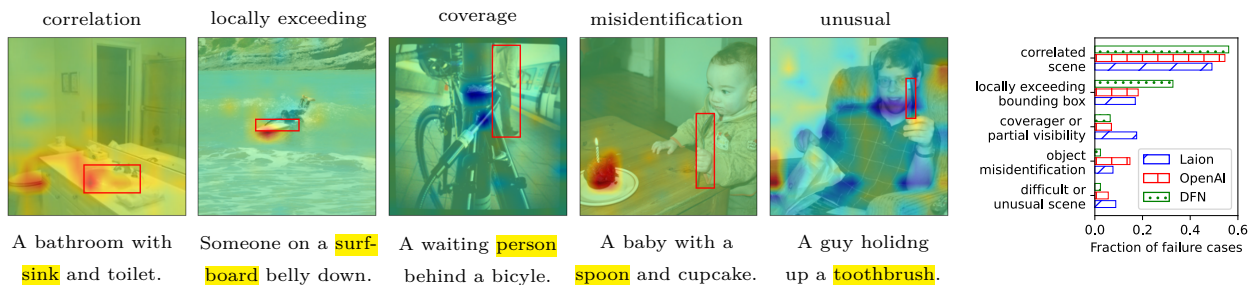 correlation
locally exceeding
coverage
misidentification
unusual
A bathroom with
sink and toilet.
Someone on a surf-
board belly down.
A waiting person
behind a bicycle.
A baby with a
spoon and cupcake.
A guy holidng
up a toothbrush.
correlated
scene
locally exceeding
bounding box
coverager or
partial visibility
object
misidentification
difficult or
unusual scene
Laion
OpenAI
DFN
0.0 0.2 0.4 0.6
Fraction of failure cases